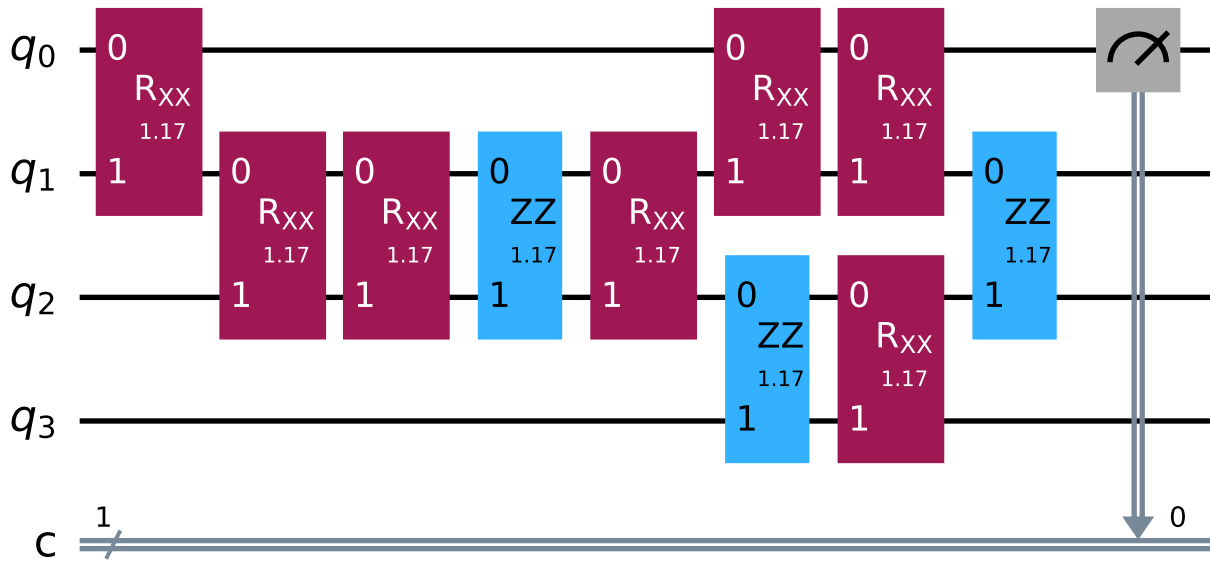 q0 0 0 0
RXX RXX RXX
1.17 1.17 1.17
q1 1 0 0 0 0 1 1 0
RXX RXX ZZ RXX ZZ
1.17 1.17 1.17 1.17 1.17
q2 1 1 1 1 0 0 1
ZZ RXX
1.17 1.17
q3 1 1
1 0
c